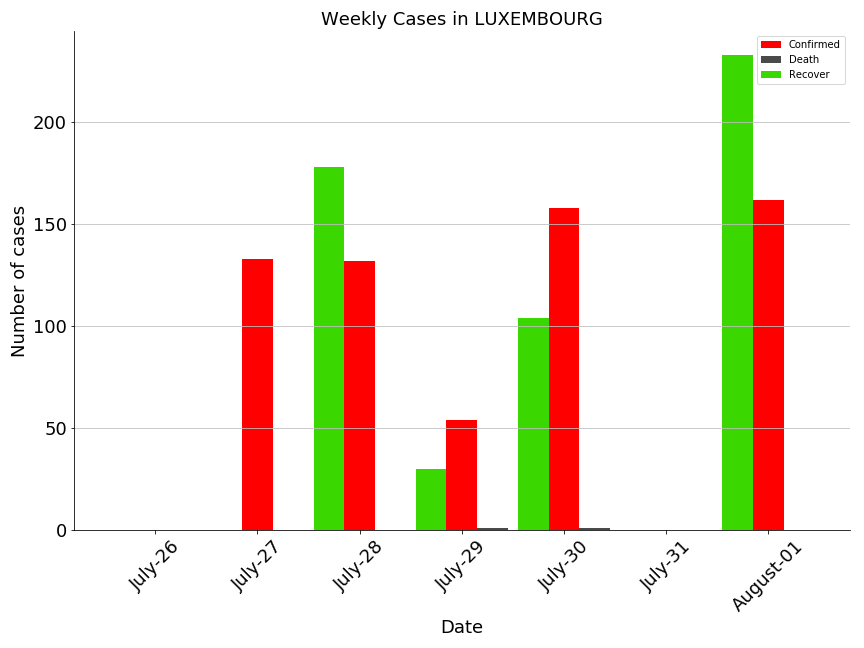 Weekly Cases in LUXEMBOURG
Confirmed
Death
Recover
Number of cases
200
150
100
50
0
July-26
July-27
July-28
July-29
July-30
July-31
August-01
Date